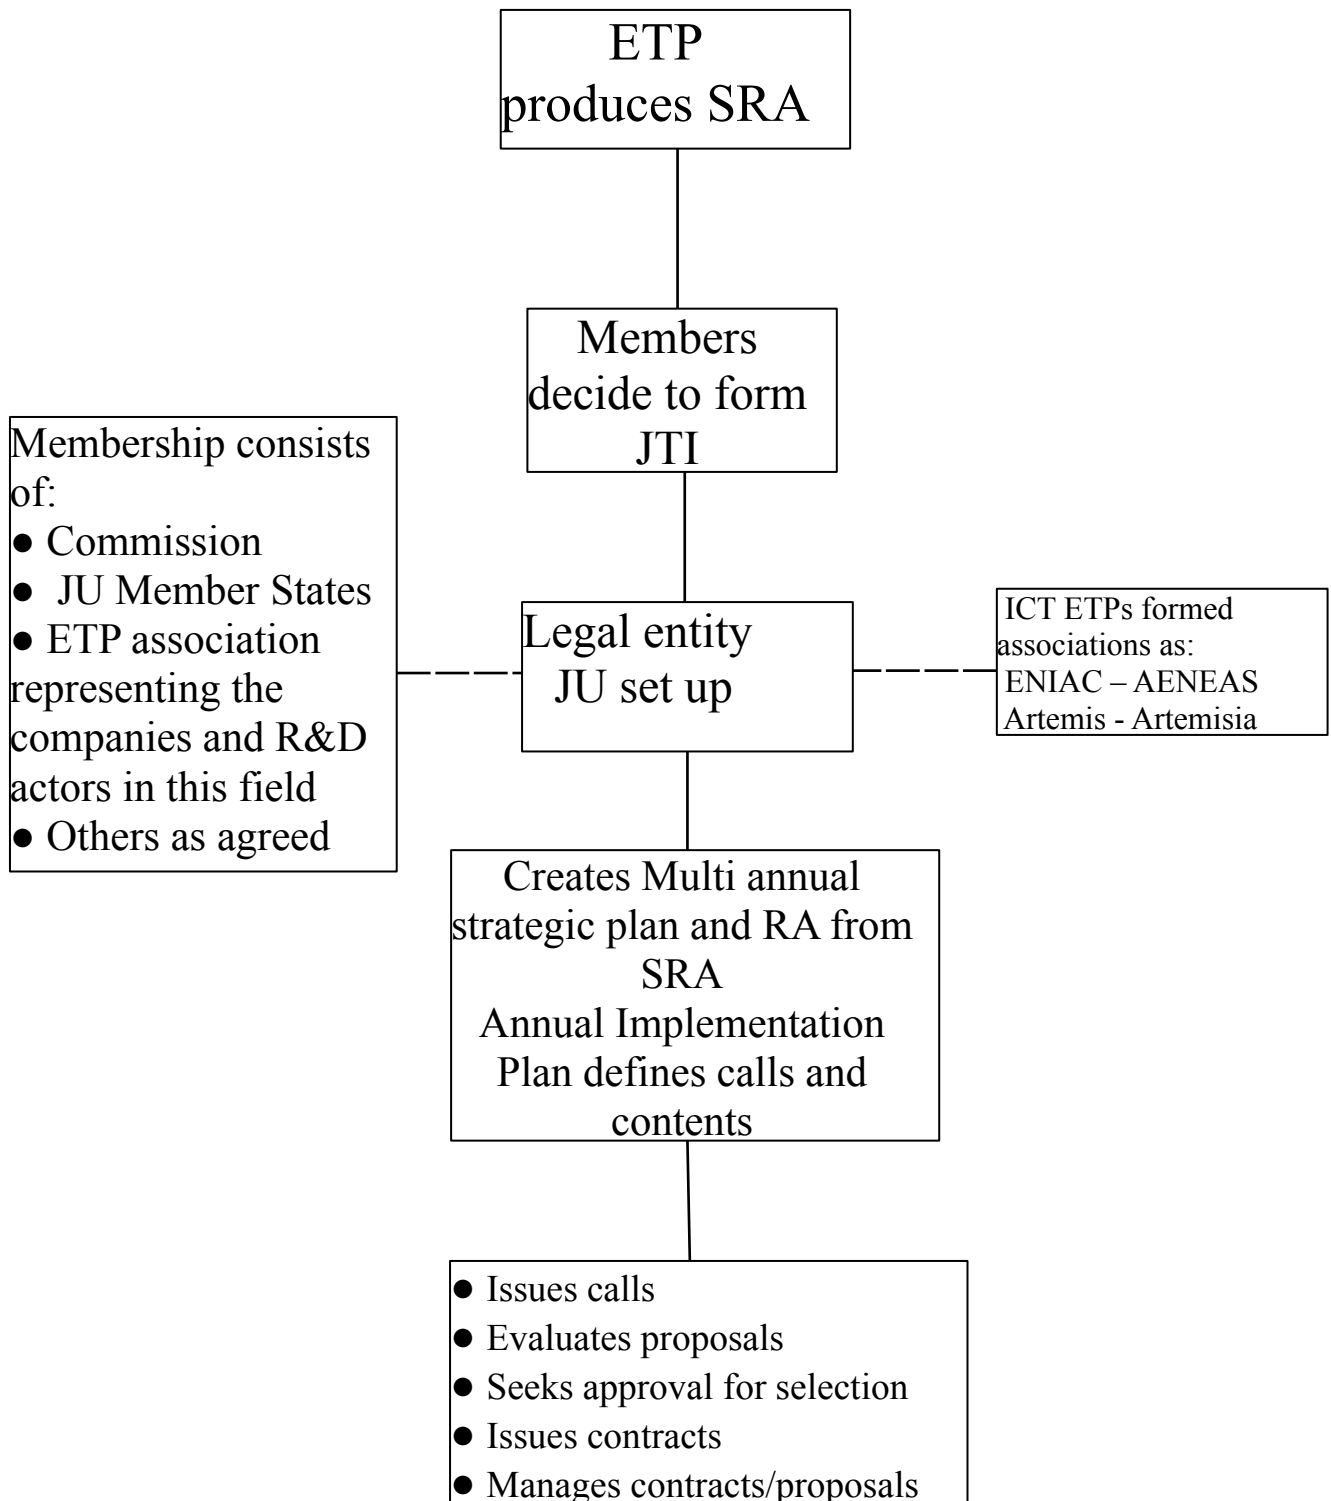 ETP
produces SRA
Members
decide to form
JTI
Membership consists
of:
● Commission
● JU Member States
● ETP association
representing the
companies and R&D
actors in this field
● Others as agreed
Legal entity
JU set up
ICT ETPs formed
associations as:
ENIAC – AENEAS
Artemis - Artemisia
Creates Multi annual
strategic plan and RA from
SRA
Annual Implementation
Plan defines calls and
contents
● Issues calls
● Evaluates proposals
● Seeks approval for selection
● Issues contracts
● Manages contracts/proposals